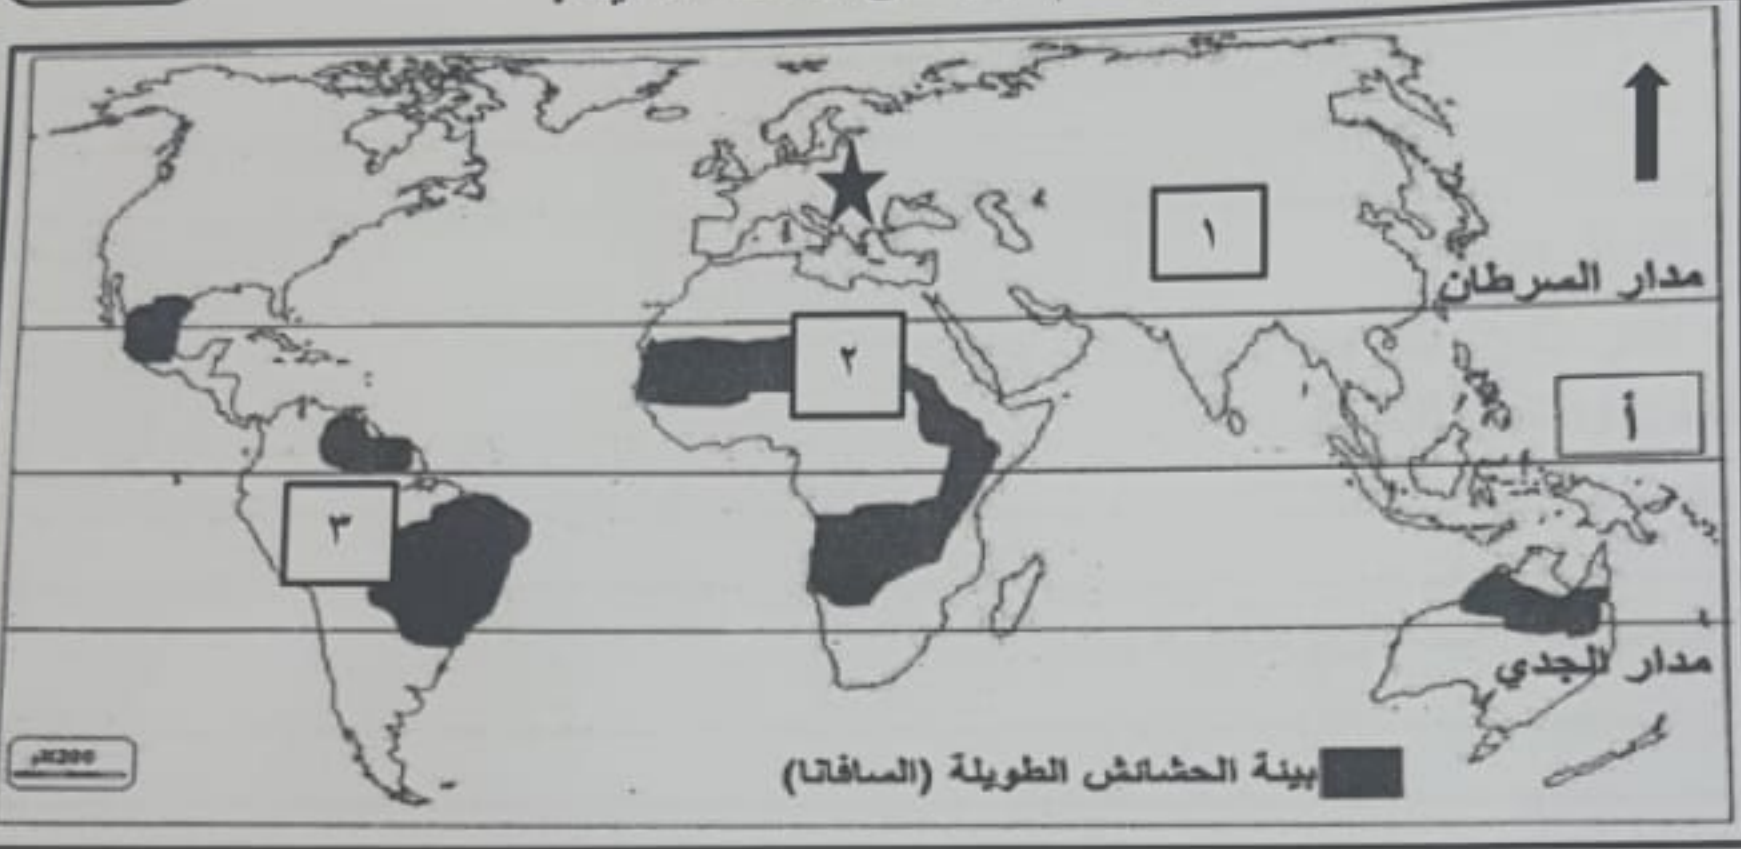 ١
مدار السرطان
٢
أ
٣
مدار الجدي
بيئة الحشائش الطويلة (السافانا)